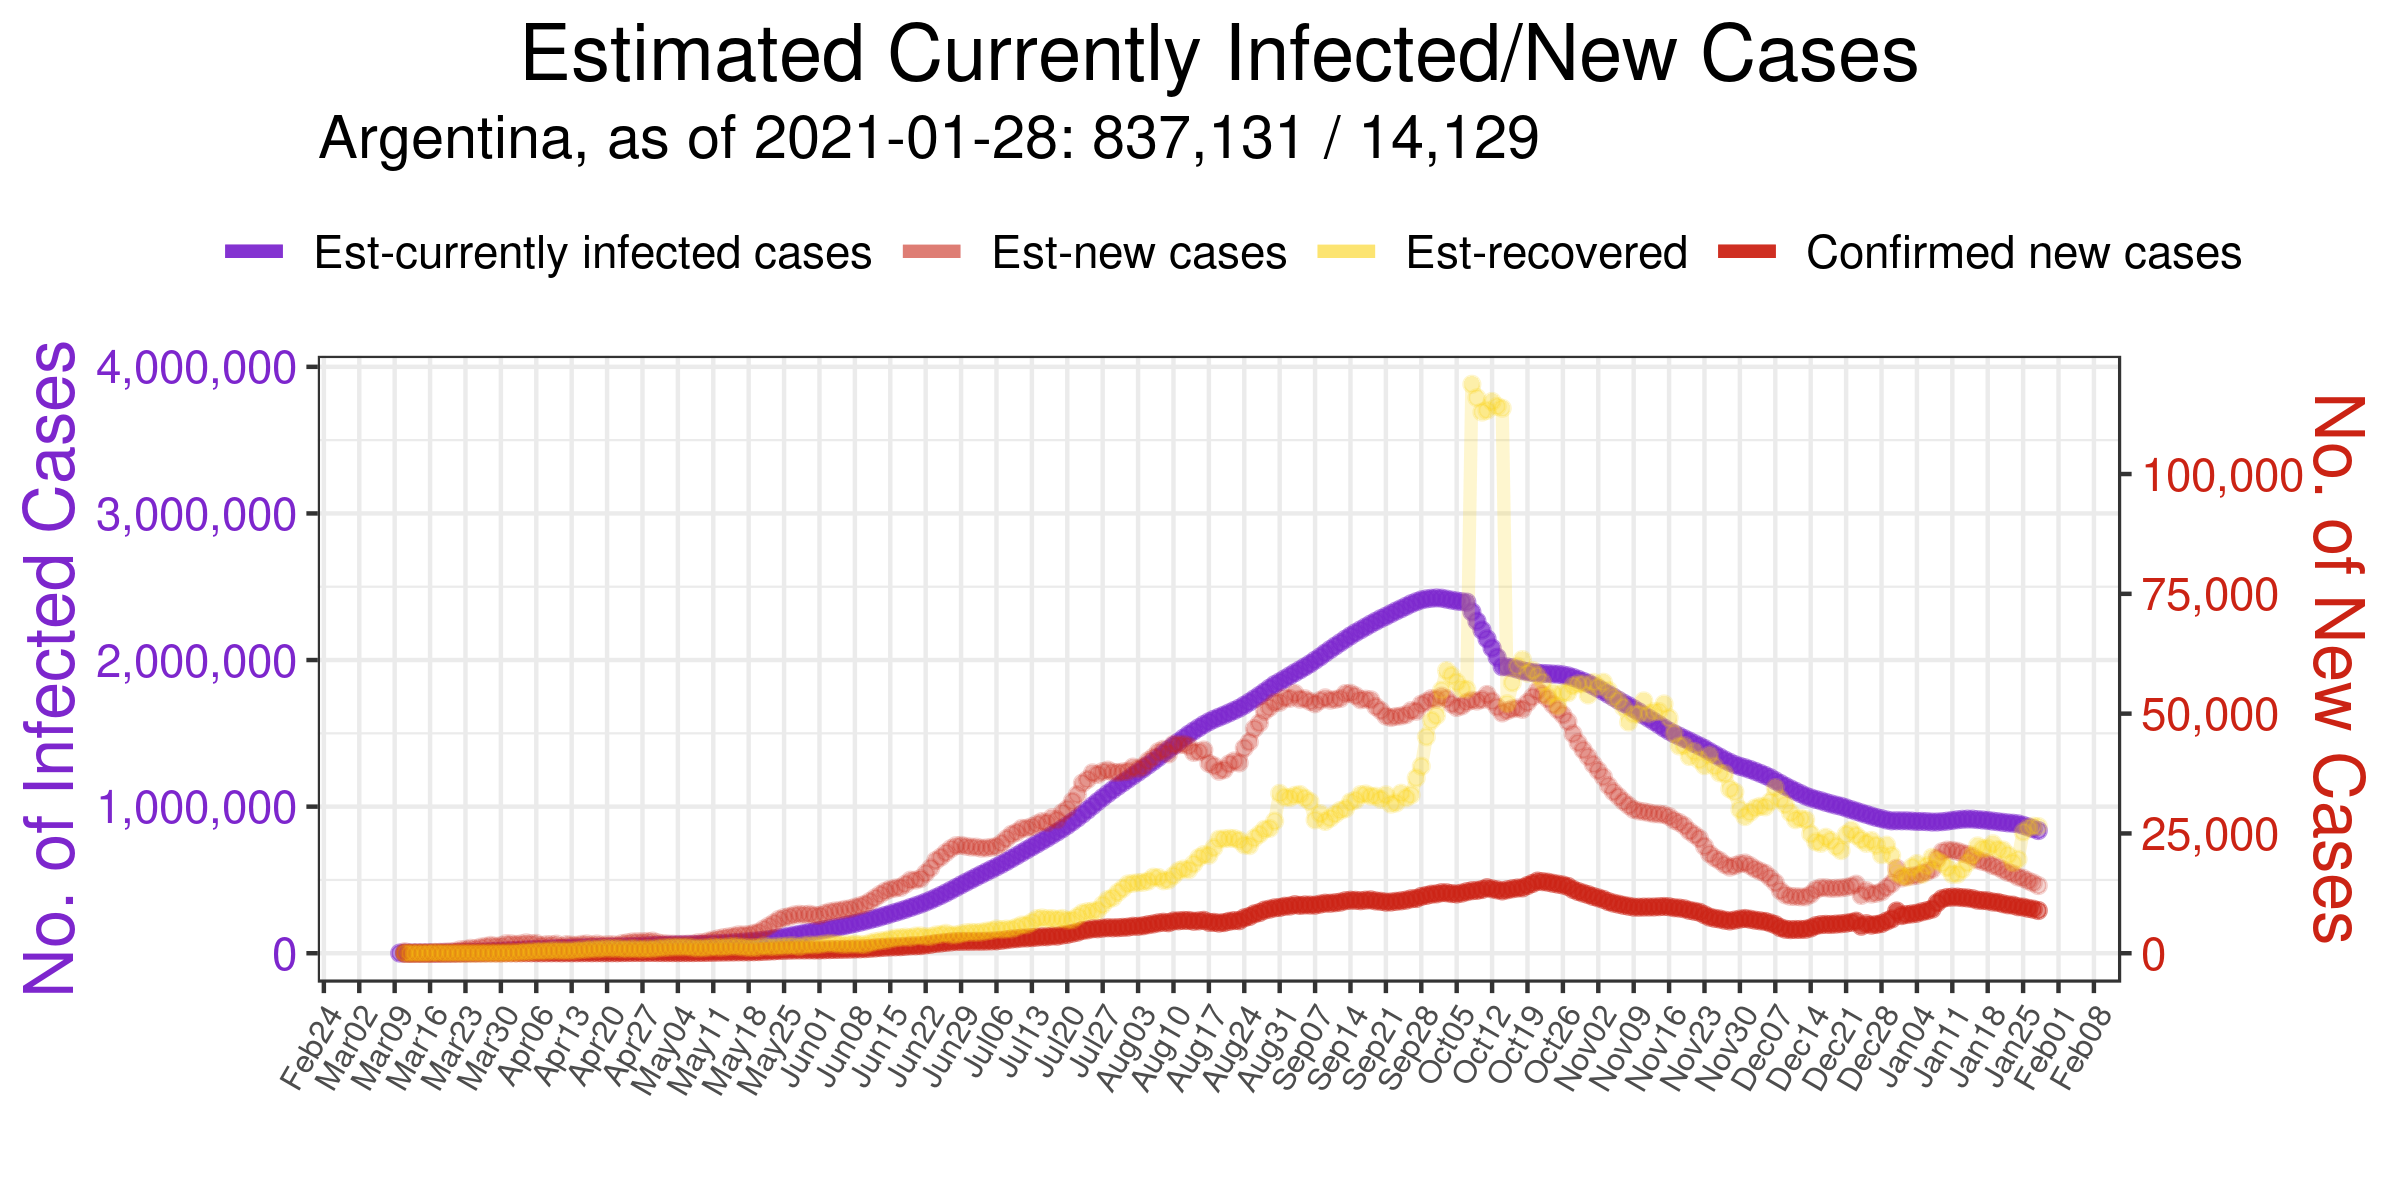 Estimated Currently Infected/New Cases
Argentina, as of 2021-01-28: 837,131 / 14,129
Est-currently infected cases Est-new cases Est-recovered Confirmed new cases
No. of Infected Cases
4,000,000
3,000,000
2,000,000
1,000,000
0
100,000
75,000
50,000
25,000
0
No. of New Cases
Feb24 Mar02 Mar09 Mar16 Mar23 Mar30 Apr06 Apr13 Apr20 Apr27 May04 May11 May18 May25 Jun01 Jun08 Jun15 Jun22 Jun29 Jul06 Jul13 Jul20 Jul27 Aug03 Aug10 Aug17 Aug24 Aug31 Sep07 Sep14 Sep21 Sep28 Oct05 Oct12 Oct19 Oct26 Nov02 Nov09 Nov16 Nov23 Nov30 Dec07 Dec14 Dec21 Dec28 Jan04 Jan11 Jan18 Jan25 Feb01 Feb08